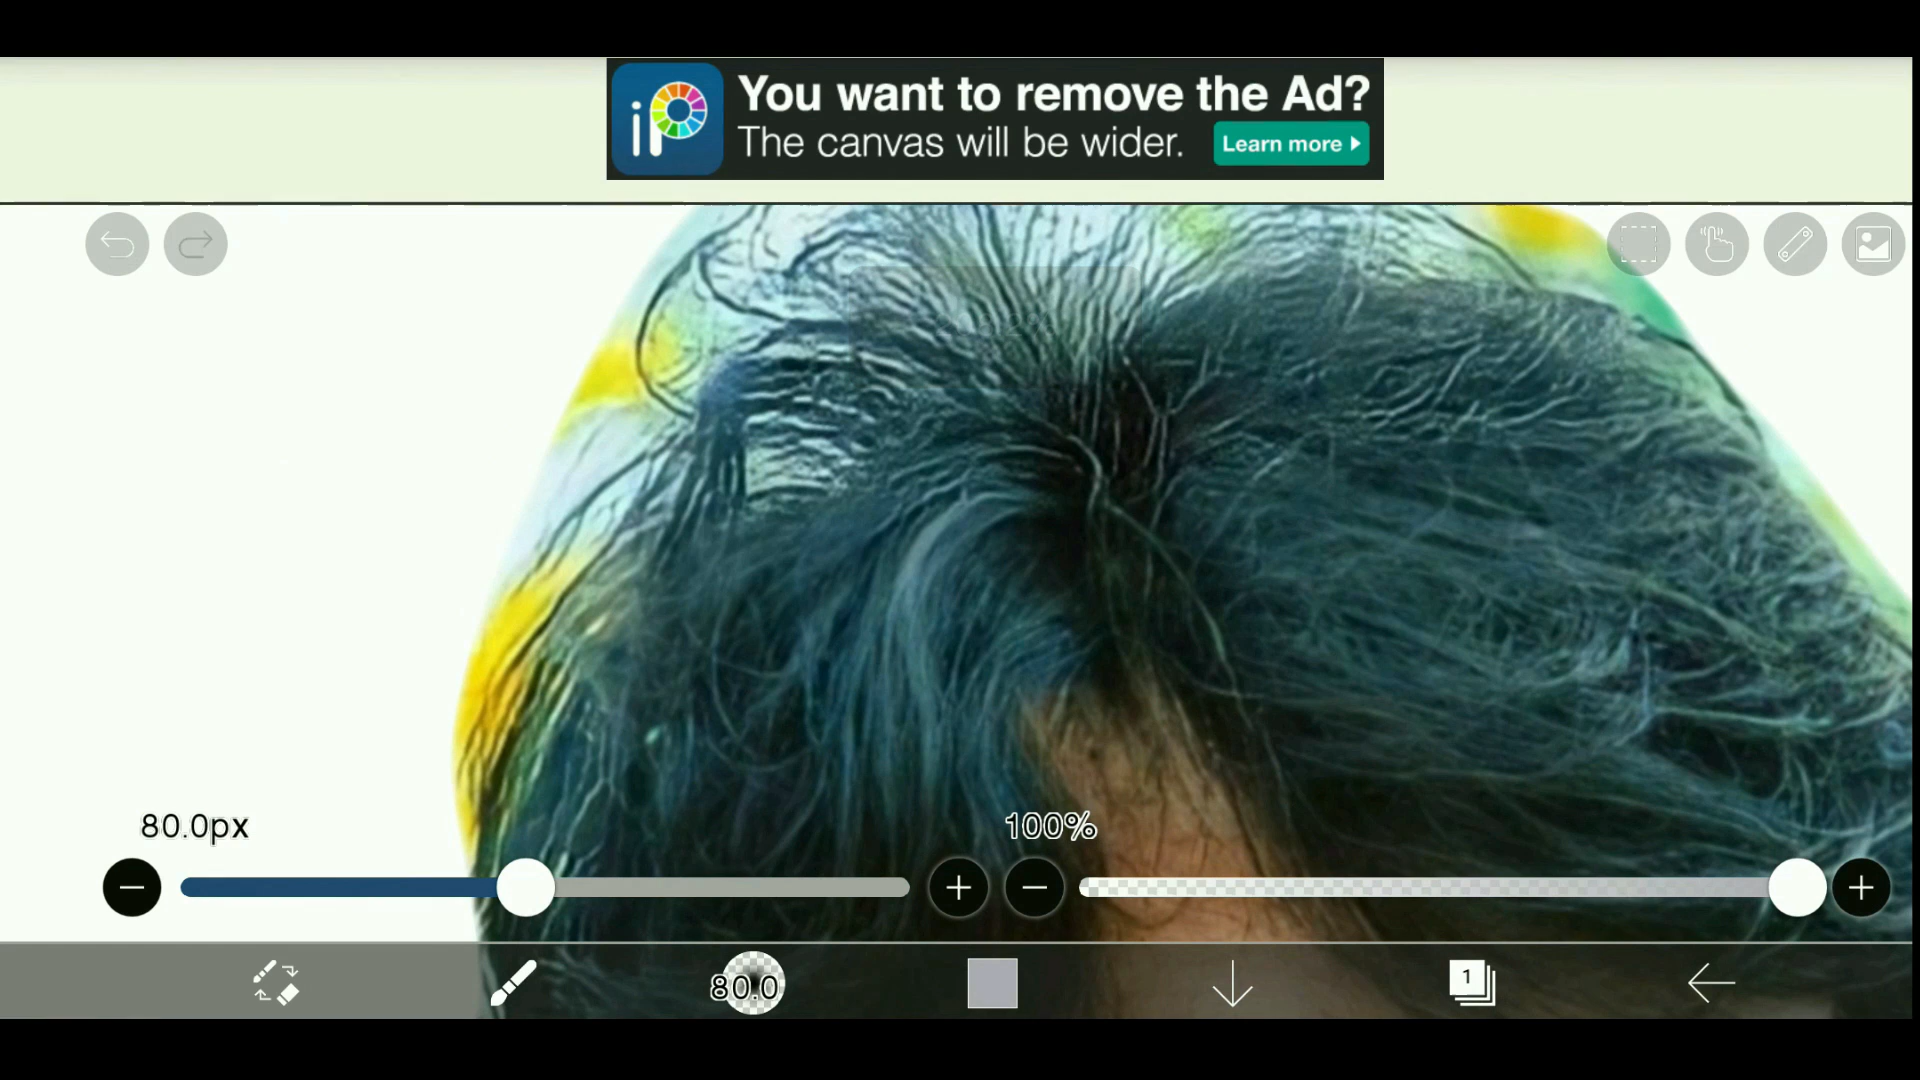 iP
You want to remove the Ad?
The canvas will be wider.
Learn more
80.0px
100%
80.0
1